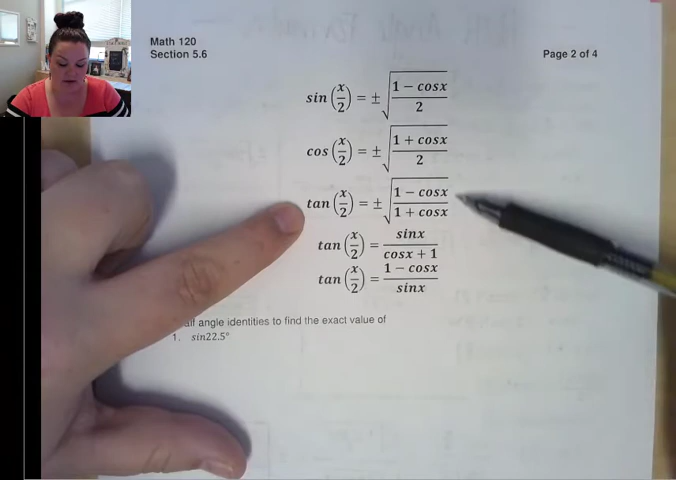 Math 120
Section 5.6
Page 2 of 4
sin(x/2) = ±√((1 − cosx)/2)
cos(x/2) = ±√((1 + cosx)/2)
tan(x/2) = ±√((1 − cosx)/(1 + cosx))
tan(x/2) = sinx/(cosx + 1)
tan(x/2) = (1 − cosx)/sinx
angle identities to find the exact value of
1. sin22.5°